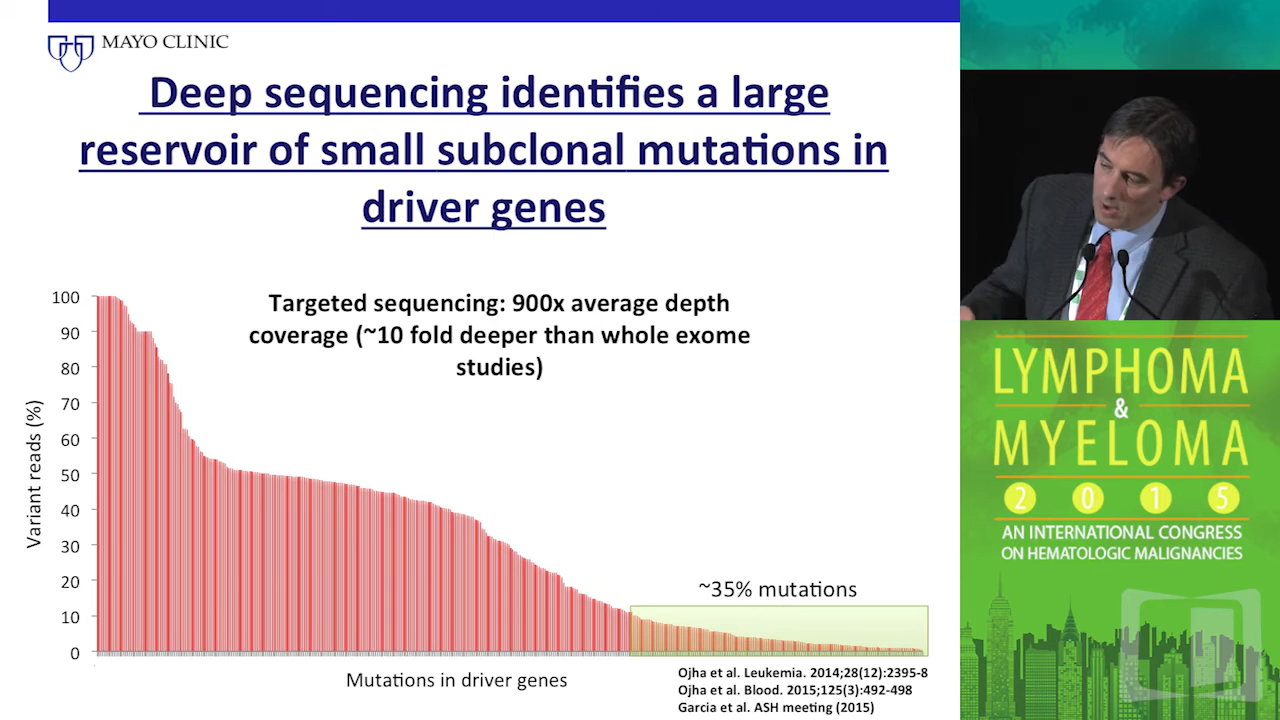 MAYO CLINIC
Deep sequencing identifies a large
reservoir of small subclonal mutations in
driver genes
Targeted sequencing: 900x average depth
coverage (~10 fold deeper than whole exome
studies)
Variant reads (%)
100
90
80
70
60
50
40
30
20
10
0
~35% mutations
Mutations in driver genes
Ojha et al. Leukemia. 2014;28(12):2395-8
Ojha et al. Blood. 2015;125(3):492-498
Garcia et al. ASH meeting (2015)
LYMPHOMA
&
MYELOMA
2 0 1 5
AN INTERNATIONAL CONGRESS
ON HEMATOLOGIC MALIGNANCIES